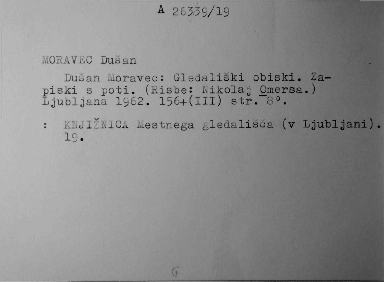 A 26339/19
MORAVEC Dušan
Dušan Moravec: Gledališki obiski. Za-
piski s poti. (Risbe: Nikolaj Omersa.)
Ljubljana 1962. 156+(III) str. 8°.
: KNJIŽNICA Mestnega gledališča (v Ljubljani).
19.